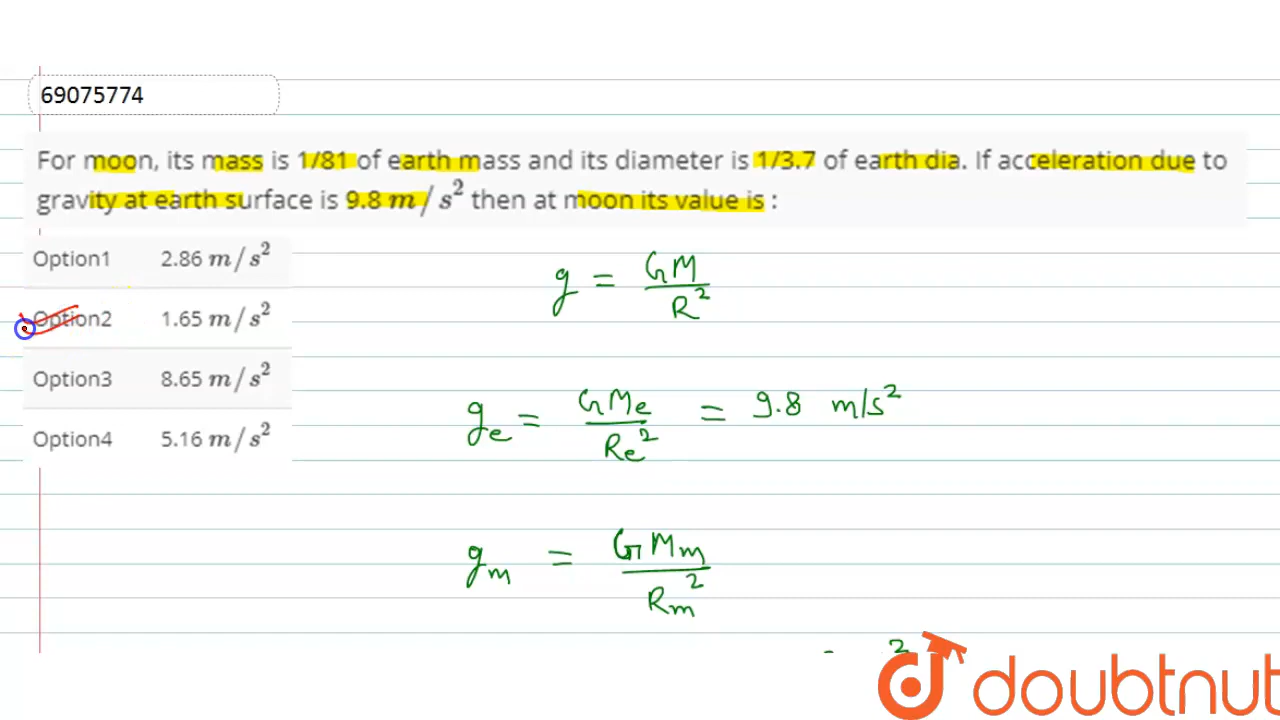 69075774
For moon, its mass is 1/81 of earth mass and its diameter is 1/3.7 of earth dia. If acceleration due to
gravity at earth surface is 9.8 m/s² then at moon its value is :
Option1 2.86 m/s²
Option2 1.65 m/s²
Option3 8.65 m/s²
Option4 5.16 m/s²
g = GM/R²
gₑ = GMₑ/Rₑ² = 9.8 m/s²
gₘ = GMₘ/Rₘ²
2
doubtnut